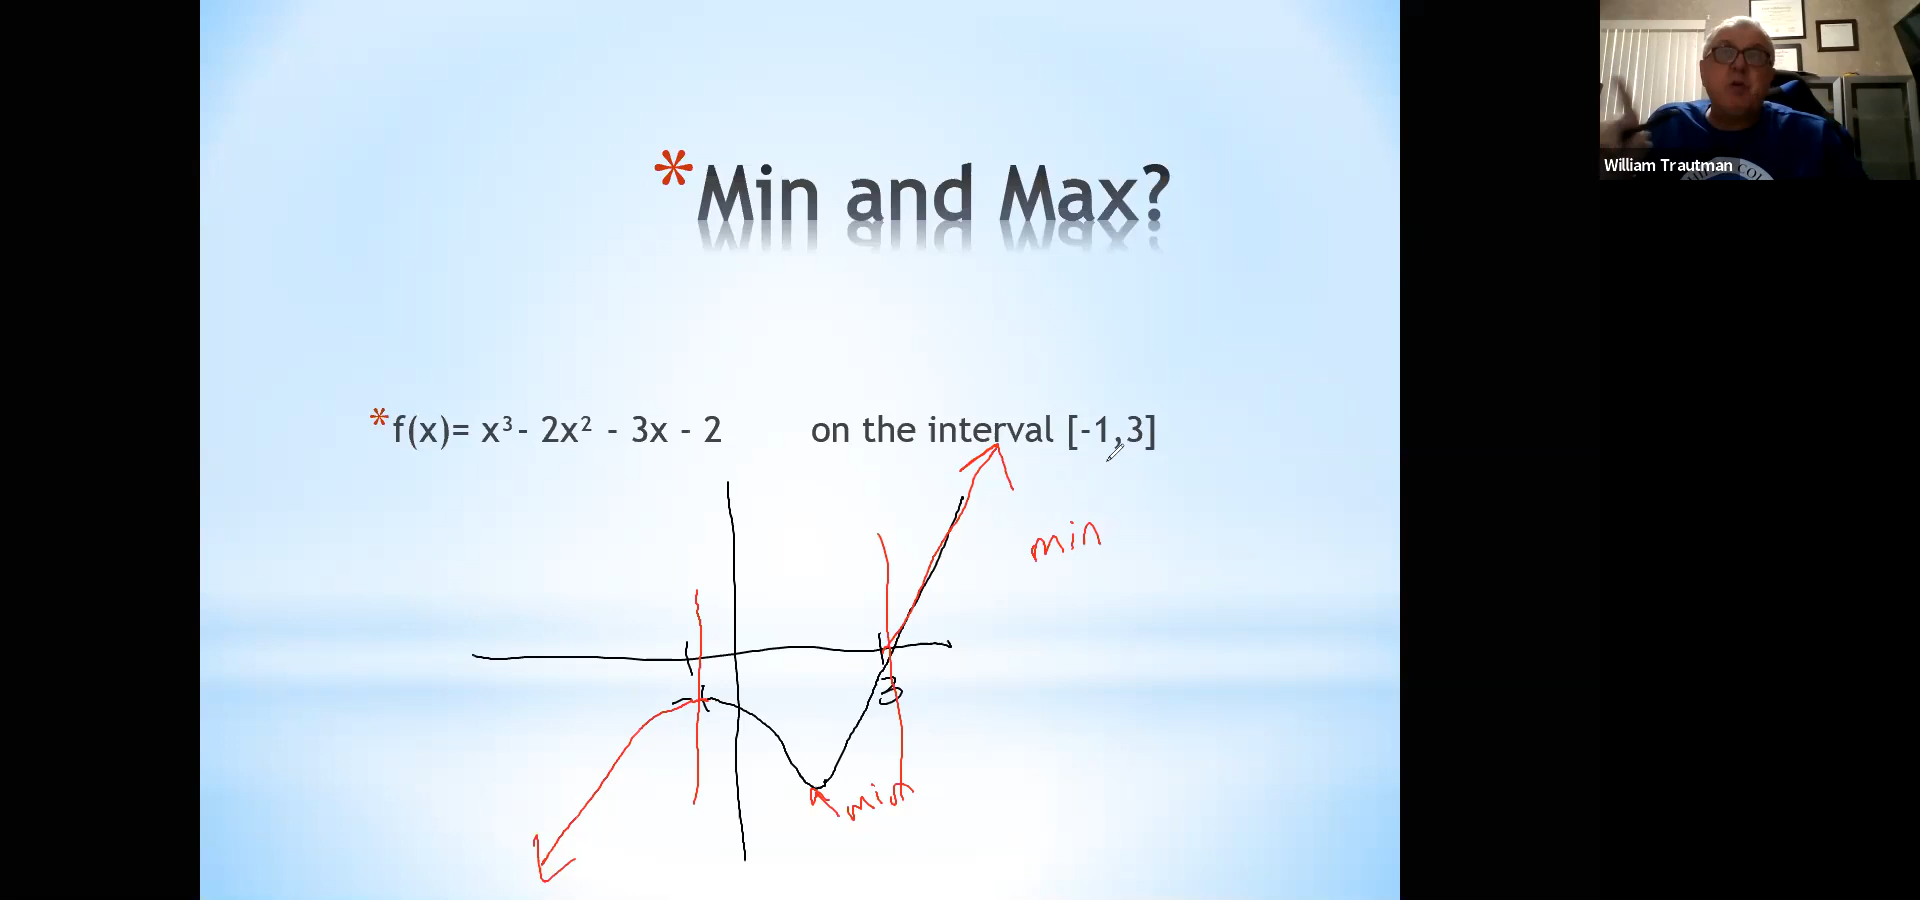 William Trautman
*Min and Max?
*f(x)= x³- 2x² - 3x - 2 on the interval [-1,3]
min
3
min